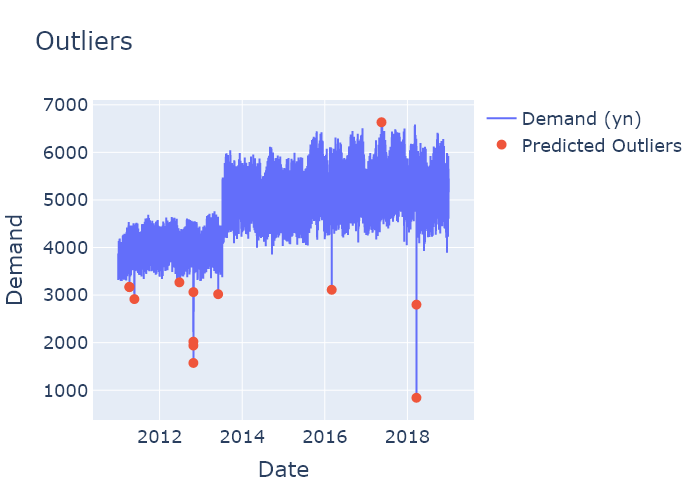 Outliers
Demand (yn)
Predicted Outliers
7000
6000
5000
4000
3000
2000
1000
Demand
2012
2014
2016
2018
Date